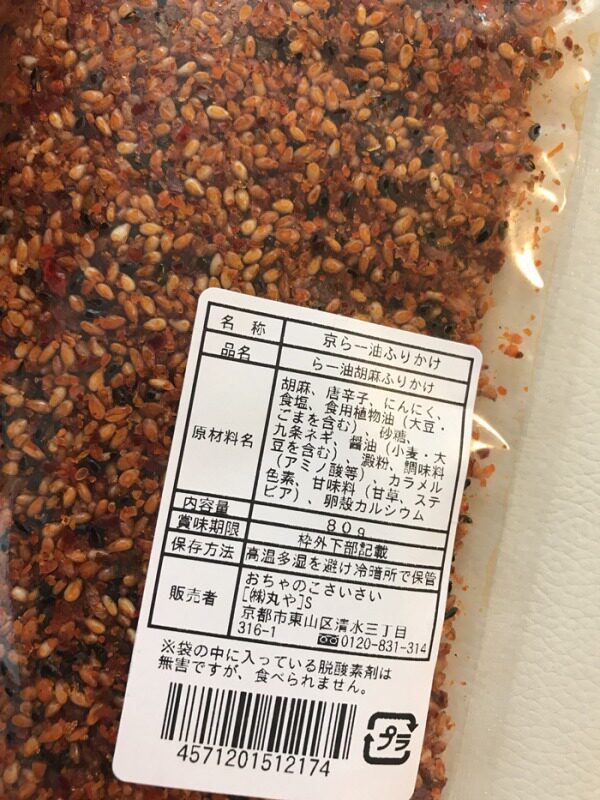 名称 京らー油ふりかけ
品名 らー油胡麻ふりかけ
原材料名
胡麻、唐辛子、にんにく、
食塩、食用植物油（大豆・
ごまを含む）、砂糖、
九条ネギ、醤油（小麦・大
豆を含む）、澱粉、調味料
（アミノ酸等）、カラメル
色素、甘味料（甘草、ステ
ビア）、卵殻カルシウム
内容量 80g
賞味期限 枠外下部記載
保存方法 高温多湿を避け冷暗所で保管
販売者
おちゃのこさいさい
[㈱丸や]S
京都市東山区清水三丁目
316-1 0120-831-314
※袋の中に入っている脱酸素剤は
無害ですが、食べられません。
4571201512174
プラ